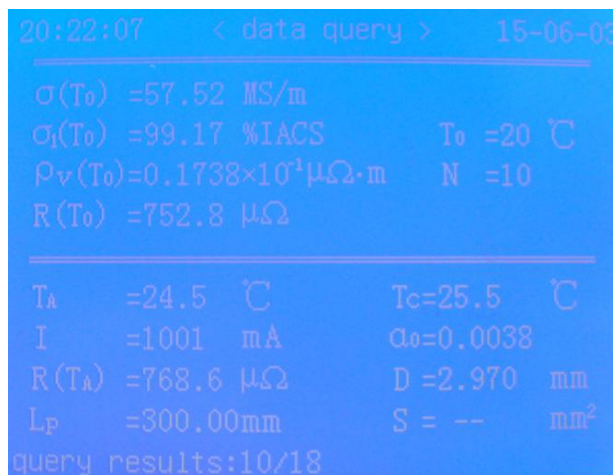 20:22:07 < data query > 15-06-03
σ(T₀) =57.52 MS/m
σ₁(T₀) =99.17 %IACS T₀ =20 ℃
ρv(T₀)=0.1738×10⁻¹μΩ·m N =10
R(T₀) =752.8 μΩ
TA =24.5 ℃ Tc=25.5 ℃
I =1001 mA α₀=0.0038
R(TA) =768.6 μΩ D =2.970 mm
LP =300.00mm S = -- mm²
query results:10/18